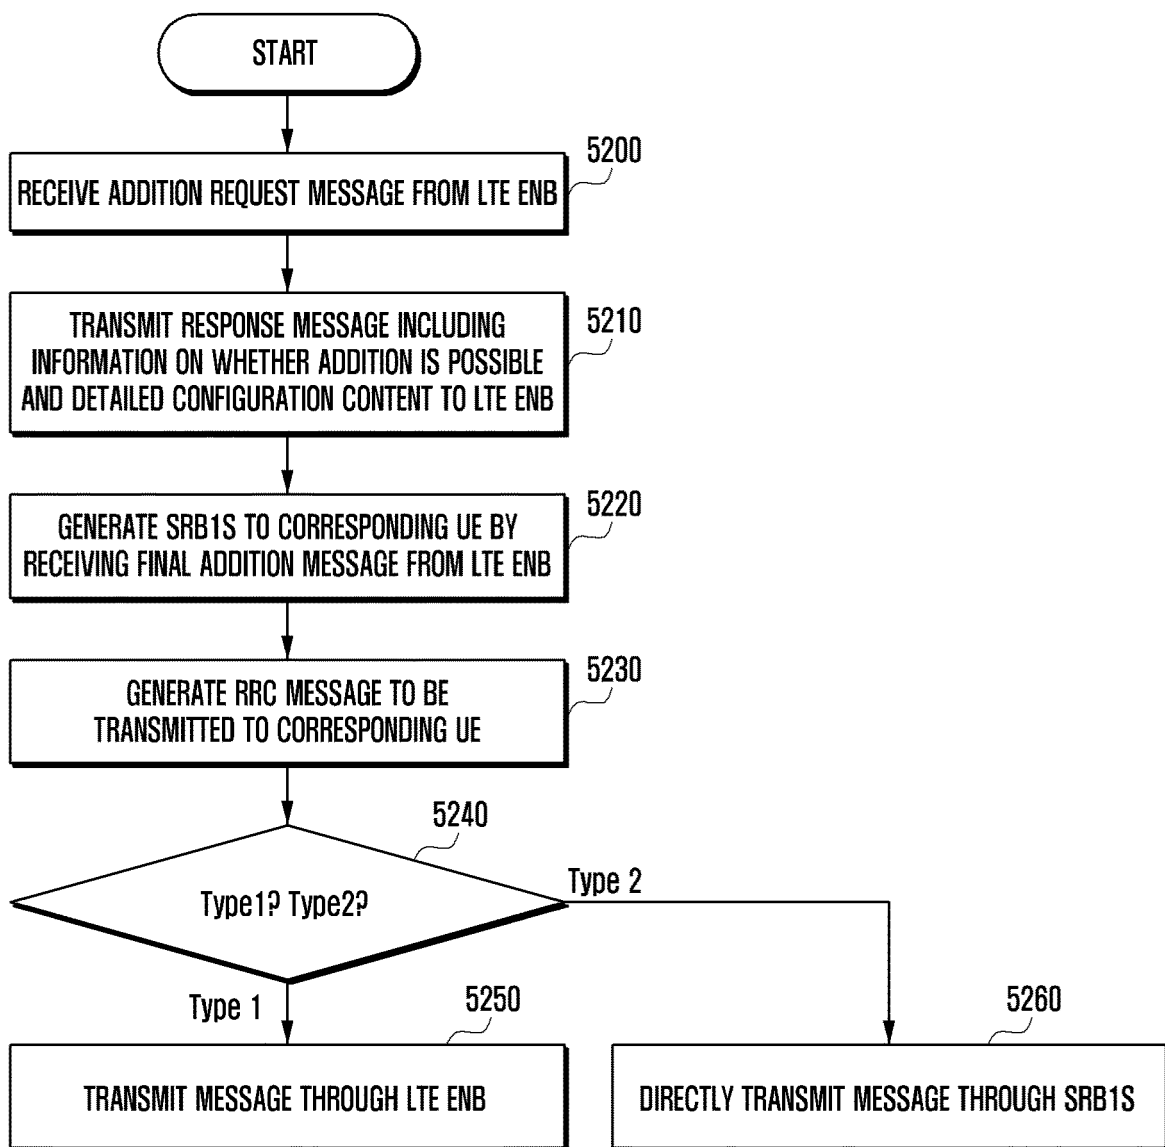 START
5200
RECEIVE ADDITION REQUEST MESSAGE FROM LTE ENB
5210
TRANSMIT RESPONSE MESSAGE INCLUDING
INFORMATION ON WHETHER ADDITION IS POSSIBLE
AND DETAILED CONFIGURATION CONTENT TO LTE ENB
5220
GENERATE SRB1S TO CORRESPONDING UE BY
RECEIVING FINAL ADDITION MESSAGE FROM LTE ENB
5230
GENERATE RRC MESSAGE TO BE
TRANSMITTED TO CORRESPONDING UE
5240
Type1? Type2?
Type 2
Type 1
5250
TRANSMIT MESSAGE THROUGH LTE ENB
5260
DIRECTLY TRANSMIT MESSAGE THROUGH SRB1S